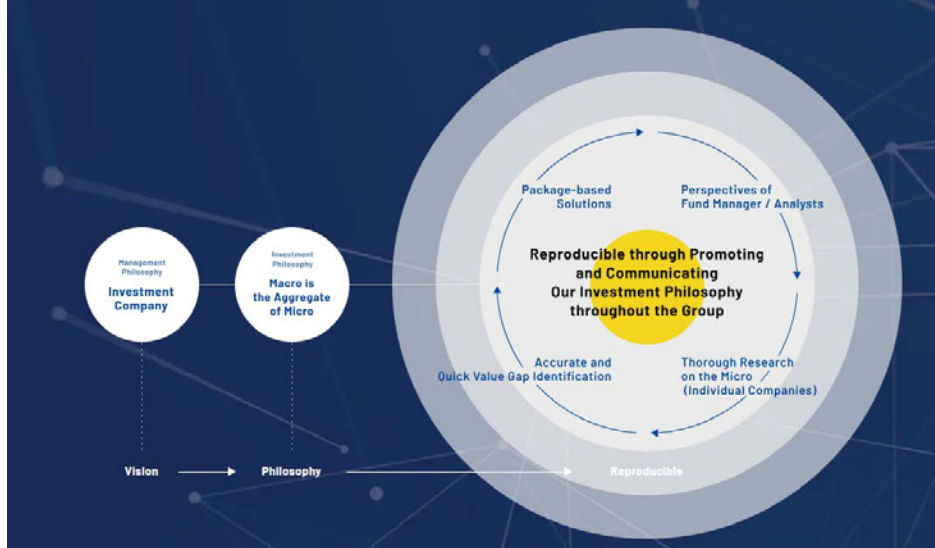 Management
Philosophy
Investment
Company
Investment
Philosophy
Macro is
the Aggregate
of Micro
Package-based
Solutions
Perspectives of
Fund Manager / Analysts
Reproducible through Promoting
and Communicating
Our Investment Philosophy
throughout the Group
Accurate and
Quick Value Gap Identification
Thorough Research
on the Micro
(Individual Companies)
Vision
Philosophy
Reproducible